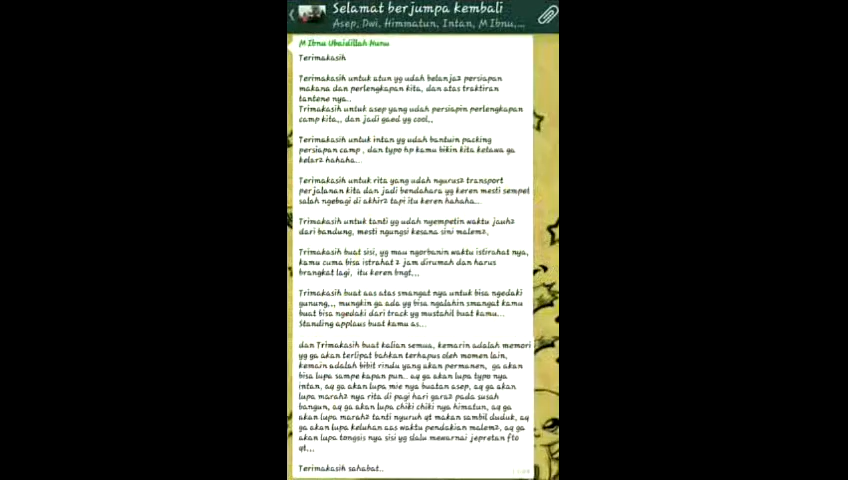 Selamat berjumpa kembali
Asep, Dwi, Himmatun, Intan, M Ibnu,...
M Ibnu Ubaidillah Nunu
Terimakasih
Terimakasih untuk atun yg udah belanja2 persiapan
makana dan perlengkapan kita, dan atas traktiran
tantene nya..
Trimakasih untuk asep yang udah persiapin perlengkapan
camp kita,, dan jadi gaed yg cool,,
Terimakasih untuk intan yg udah bantuin packing
persiapan camp , dan typo hp kamu bikin kita ketawa ga
kelar2 hahaha...
Terimakasih untuk rita yang udah ngurus2 transport
perjalanan kita dan jadi bendahara yg keren mesti sempet
salah ngebagi di akhir2 tapi itu keren hahaha...
Trimakasih untuk tanti yg udah nyempetin waktu jauh2
dari bandung, mesti ngungsi kesana sini malem2,
Trimakasih buat sisi, yg mau ngorbanin waktu istirahat nya,
kamu cuma bisa istrahat 2 jam dirumah dan harus
brangkat lagi, itu keren bngt,,,
Trimakasih buat aas atas smangat nya untuk bisa ngedaki
gunung,,, mungkin ga ada yg bisa ngalahin smangat kamu
buat bisa ngedaki dari track yg mustahil buat kamu...
Standing applaus buat kamu as...
dan Trimakasih buat kalian semua, kemarin adalah memori
yg ga akan terlipat bahkan terhapus oleh momen lain,
kemain adalah bibit rindu yang akan permanen, ga akan
bisa lupa sampe kapan pun.. aq ga akan lupa typo nya
intan, aq ga akan lupa mie nya buatan asep, aq ga akan
lupa marah2 nya rita di pagi hari gara2 pada susah
bangun, aq ga akan lupa chiki chiki nya himatun, aq ga
akan lupa marah2 tanti nyuruh qt makan sambil duduk, aq
ga akan lupa keluhan aas waktu pendakian malem2, aq ga
akan lupa tongsis nya sisi yg slalu mewarnai jepretan fto
qt,,,
Terimakasih sahabat..